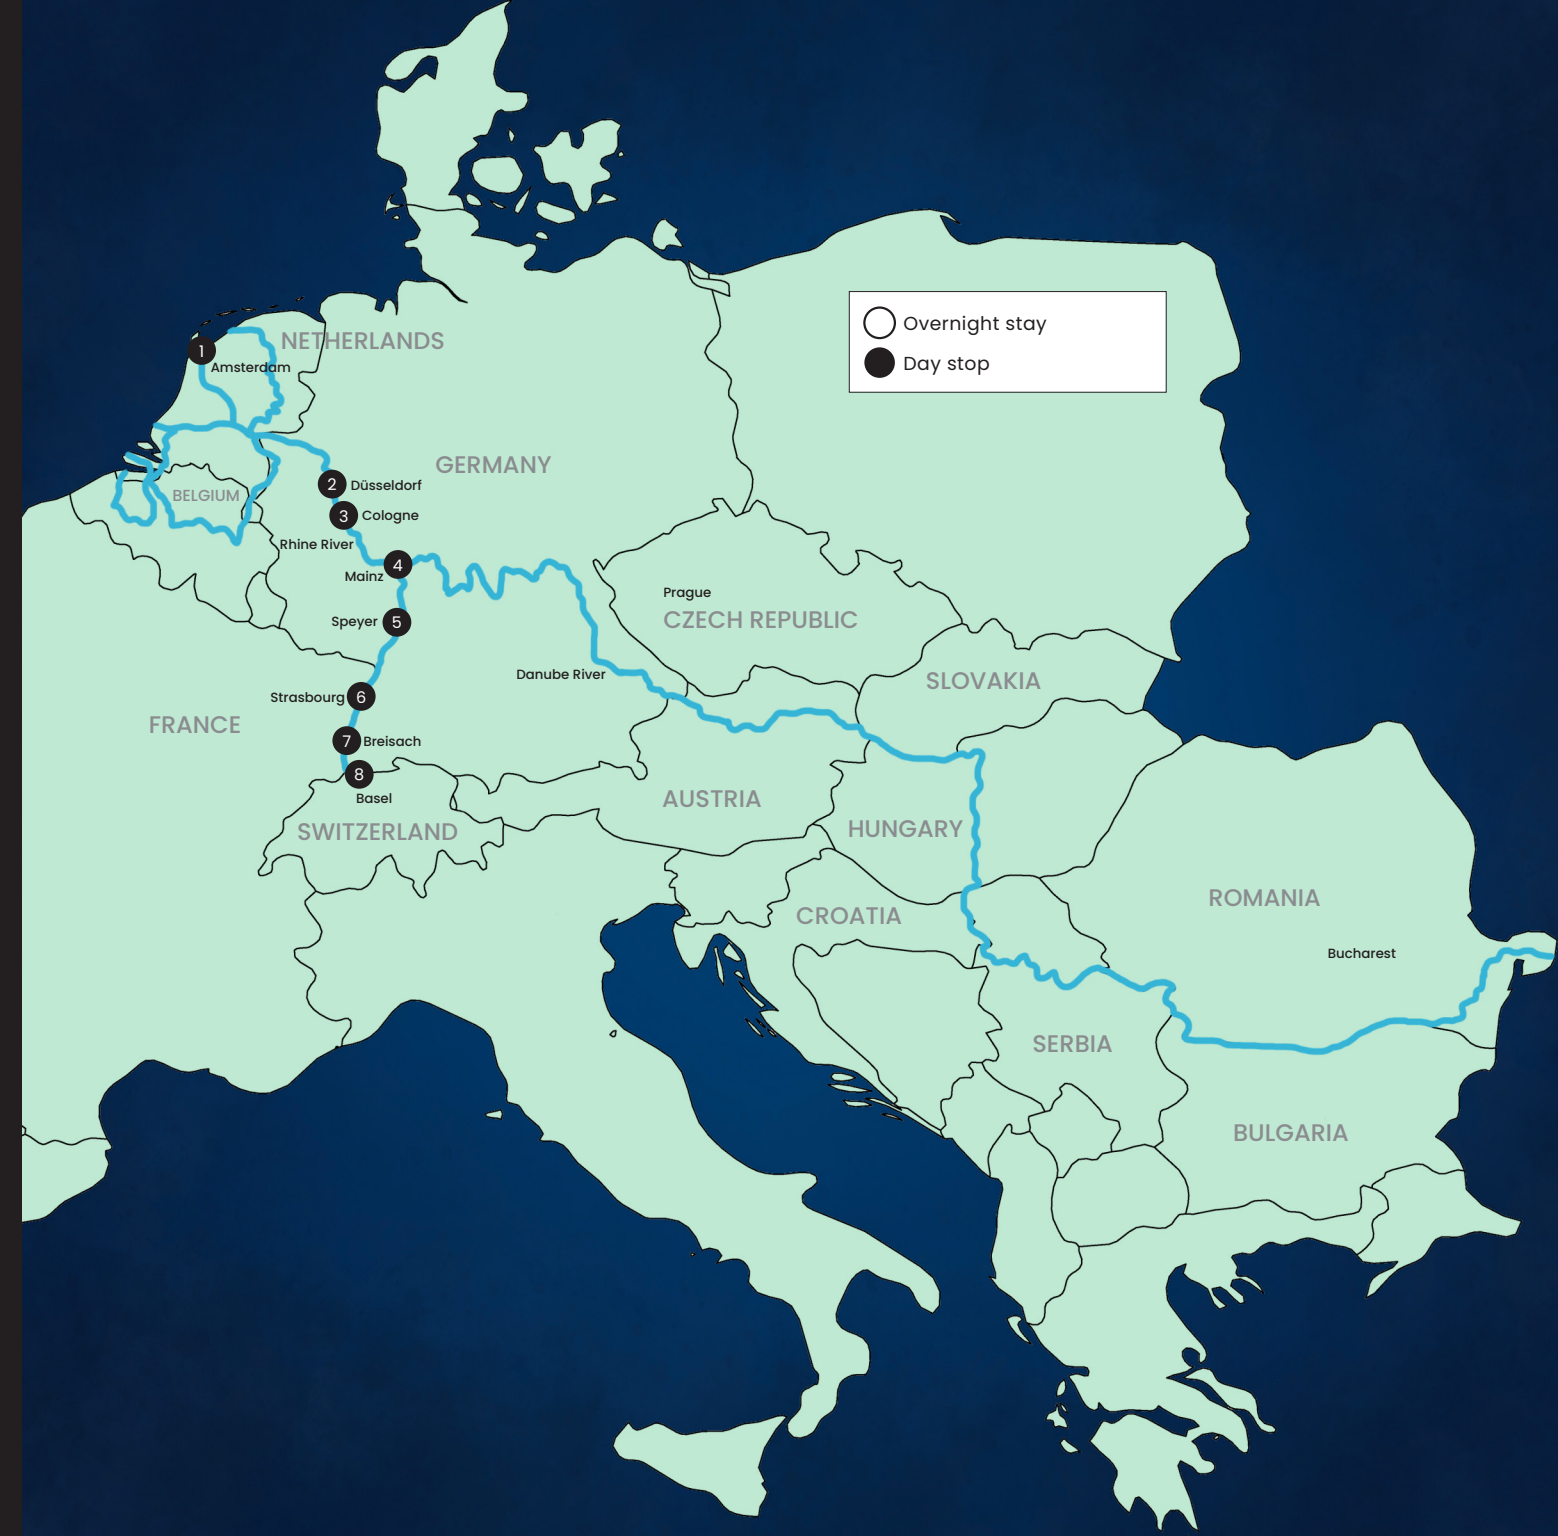 Overnight stay
Day stop
NETHERLANDS
1
Amsterdam
GERMANY
2 Düsseldorf
BELGIUM
3 Cologne
Rhine River
4
Mainz
Prague
CZECH REPUBLIC
Speyer 5
Danube River
SLOVAKIA
Strasbourg 6
FRANCE
7 Breisach
8
Basel
AUSTRIA
SWITZERLAND
HUNGARY
ROMANIA
CROATIA
Bucharest
SERBIA
BULGARIA